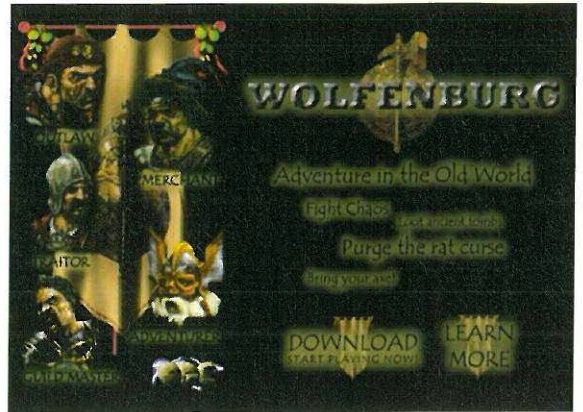 OUTLAW
MERCHANT
TRAITOR
ADVENTURER
GUILD MASTER
WOLFENBURG
Adventure in the Old World
Fight Chaos
Loot ancient tombs
Purge the rat curse
Bring your axe!
DOWNLOAD
START PLAYING NOW!
LEARN
MORE